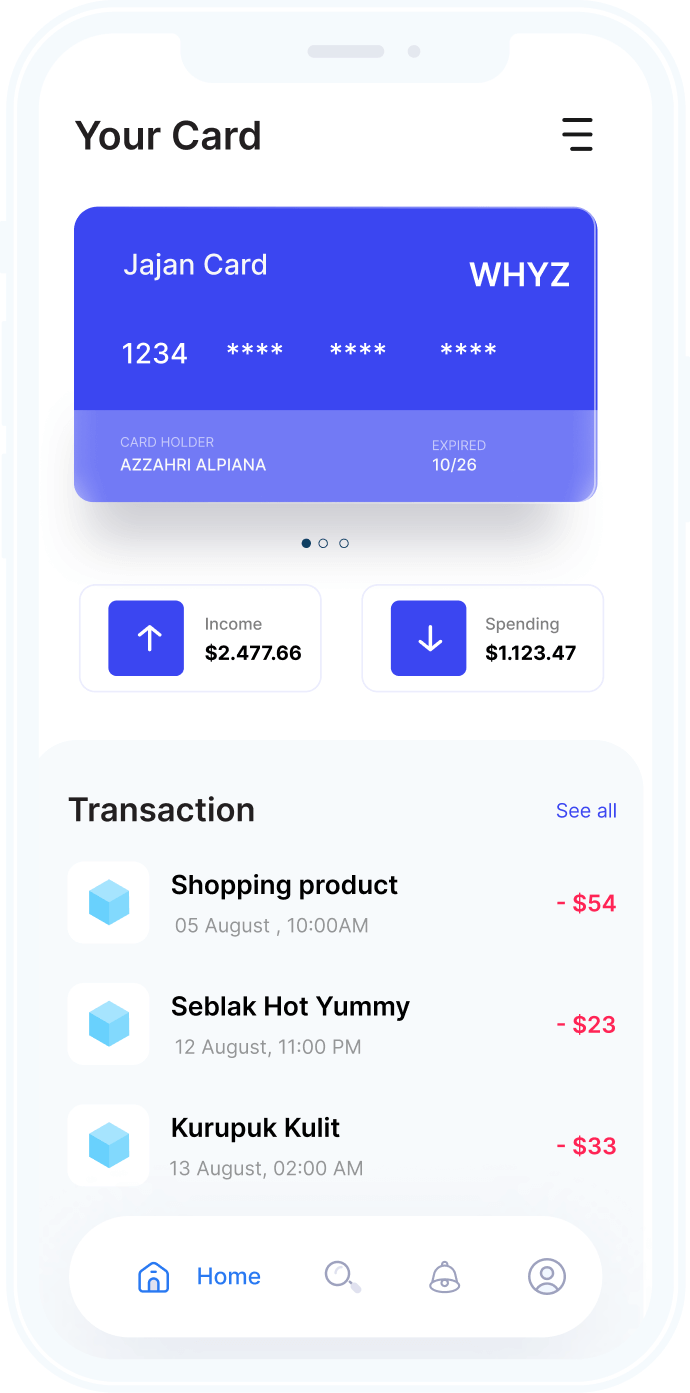 Your Card
Jajan Card
WHYZ
1234 **** **** ****
CARD HOLDER
AZZAHRI ALPIANA
EXPIRED
10/26
Income
$2.477.66
Spending
$1.123.47
Transaction
See all
Shopping product
05 August , 10:00AM
- $54
Seblak Hot Yummy
12 August, 11:00 PM
- $23
Kurupuk Kulit
13 August, 02:00 AM
- $33
Home